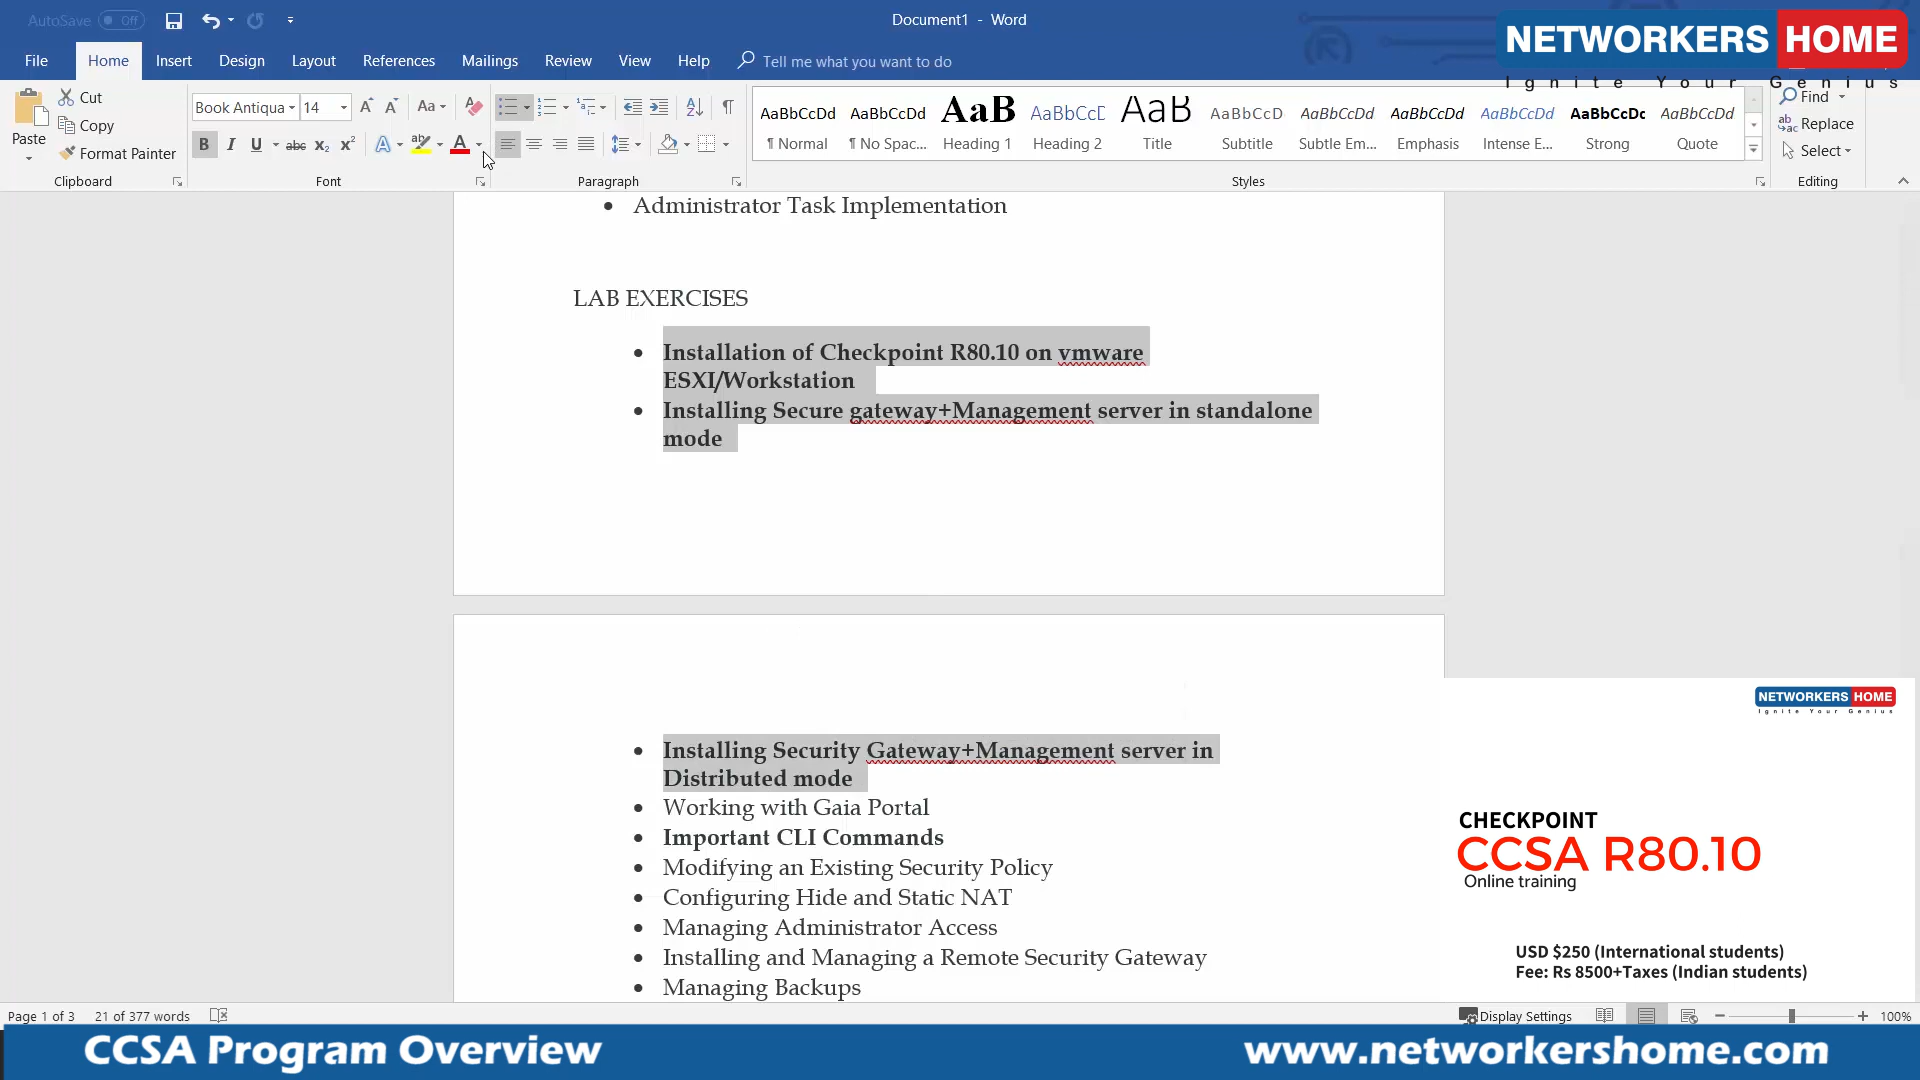 AutoSave Off
Document1 - Word
NETWORKERS HOME
Ignite Your Genius
File Home Insert Design Layout References Mailings Review View Help Tell me what you want to do
Paste
Cut
Copy
Format Painter
Clipboard
Book Antiqua 14
Font
Paragraph
AaBbCcDd AaBbCcDd AaB AaBbCcD AaB AaBbCcD AaBbCcDd AaBbCcDd AaBbCcDd AaBbCcDc AaBbCcDd
¶ Normal ¶ No Spac... Heading 1 Heading 2 Title Subtitle Subtle Em... Emphasis Intense E... Strong Quote
Styles
Find
Replace
Select
Editing
• Administrator Task Implementation
LAB EXERCISES
• Installation of Checkpoint R80.10 on vmware
ESXI/Workstation
• Installing Secure gateway+Management server in standalone
mode
• Installing Security Gateway+Management server in
Distributed mode
• Working with Gaia Portal
• Important CLI Commands
• Modifying an Existing Security Policy
• Configuring Hide and Static NAT
• Managing Administrator Access
• Installing and Managing a Remote Security Gateway
• Managing Backups
NETWORKERS HOME
Ignite Your Genius
CHECKPOINT
CCSA R80.10
Online training
USD $250 (International students)
Fee: Rs 8500+Taxes (Indian students)
Page 1 of 3 21 of 377 words
Display Settings
100%
CCSA Program Overview
www.networkershome.com